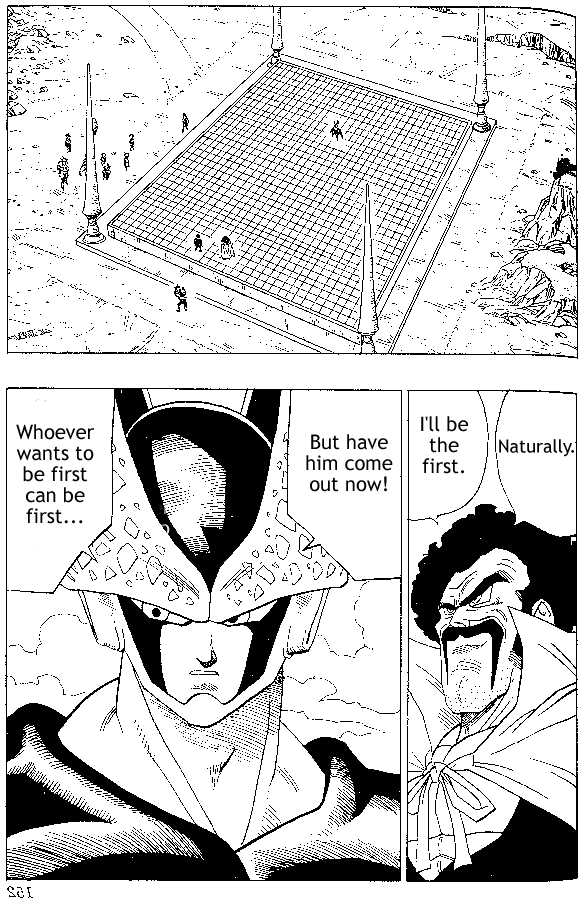 Whoever
wants to
be first
can be
first...
But have
him come
out now!
I'll be
the
first.
Naturally.
152